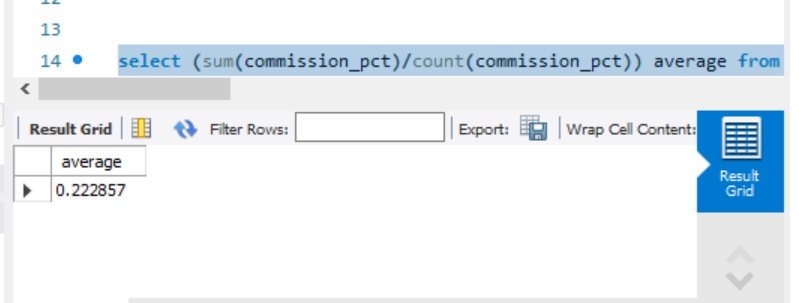 12
13
14 select (sum(commission_pct)/count(commission_pct)) average from
Result Grid Filter Rows: Export: Wrap Cell Content:
average
0.222857
Result
Grid